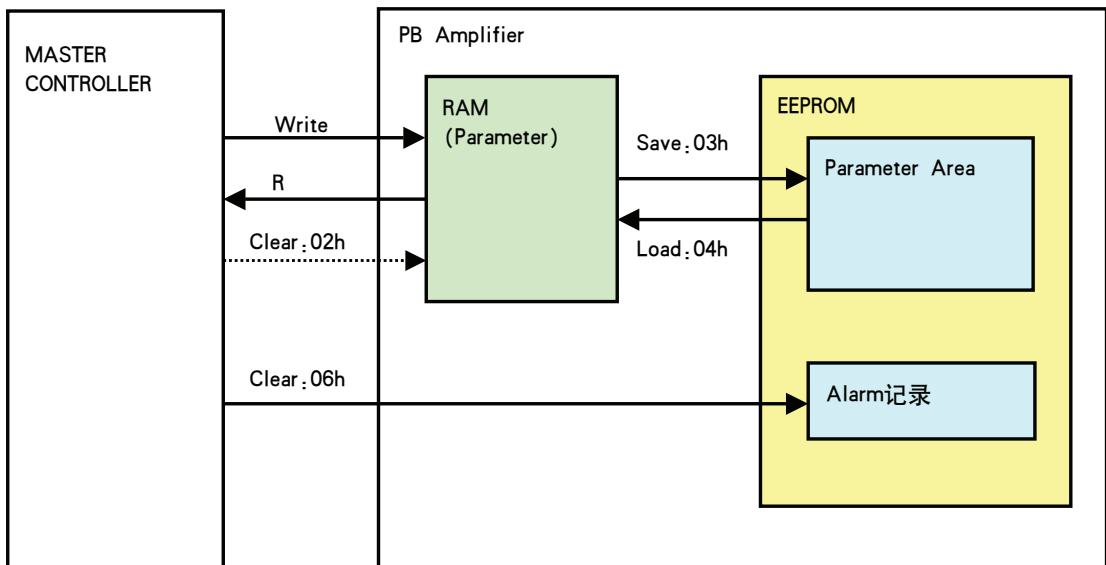 MASTER
CONTROLLER
PB Amplifier
RAM
(Parameter)
EEPROM
Parameter Area
Write
R
Clear:02h
Save:03h
Load:04h
Clear:06h
Alarm记录